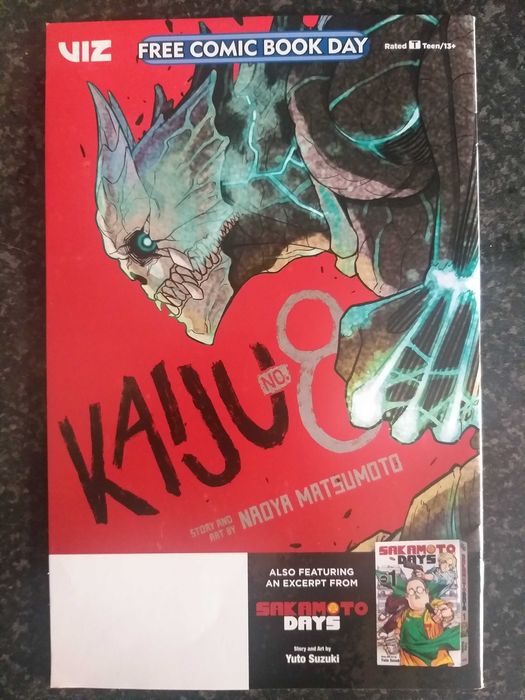 VIZ
FREE COMIC BOOK DAY
Rated T Teen/13+
KAIJU NO. 8
STORY AND
ART BY NAOYA MATSUMOTO
ALSO FEATURING
AN EXCERPT FROM
SAKAMOTO
DAYS
Story and Art by
Yuto Suzuki
SAKAMOTO
DAYS
1